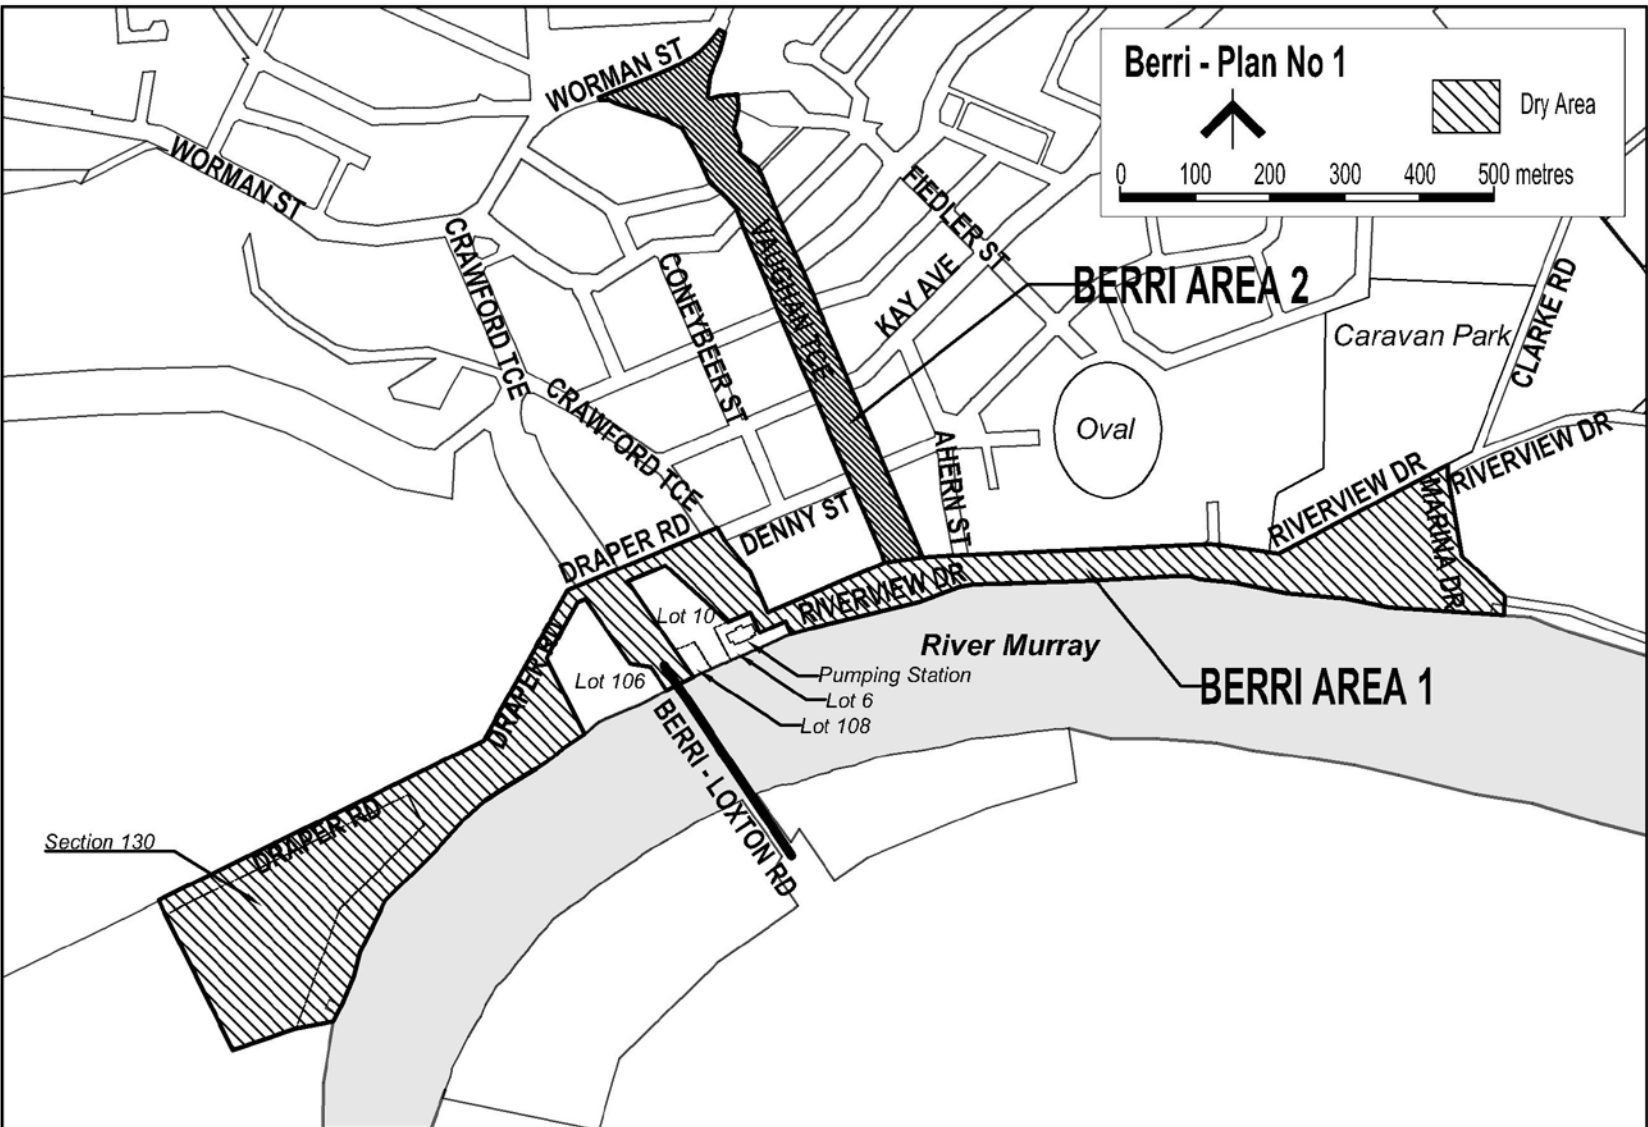 Berri - Plan No 1
Dry Area
0 100 200 300 400 500 metres
WORMAN ST
WORMAN ST
CRAWFORD TCE
CONEYBEER ST
VAUGHAN TCE
FIEDLER ST
KAY AVE
BERRI AREA 2
Caravan Park
CLARKE RD
CRAWFORD TCE
Oval
AHERN ST
RIVERVIEW DR
RIVERVIEW DR
MARINA DR
DENNY ST
DRAPER RD
RIVERVIEW DR
Lot 10
River Murray
Pumping Station
Lot 6
Lot 108
BERRI AREA 1
Lot 106
DRAPER RD
BERRI - LOXTON RD
DRAPER RD
Section 130